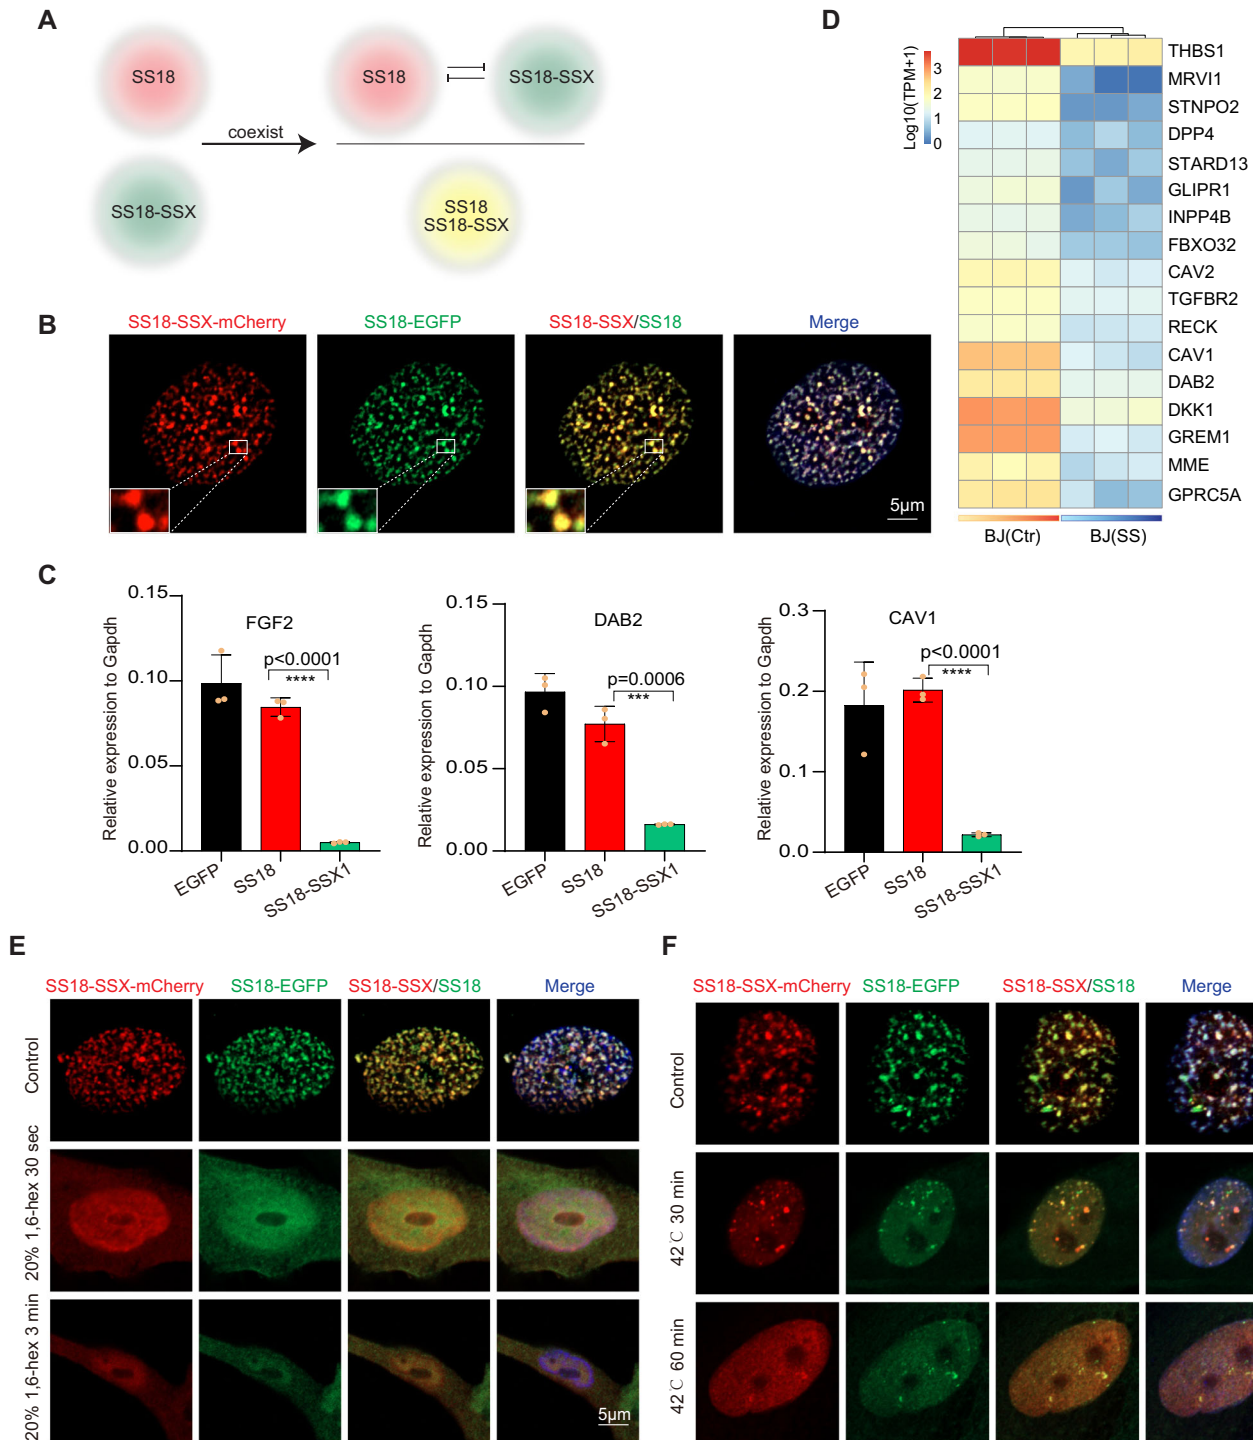 A
SS18
SS18-SSX
coexist
SS18
SS18-SSX
SS18
SS18-SSX
B
SS18-SSX-mCherry
SS18-EGFP
SS18-SSX/SS18
Merge
5μm
C
Relative expression to Gapdh
0.15
0.10
0.05
0.00
FGF2
p<0.0001
****
EGFP
SS18
SS18-SSX1
Relative expression to Gapdh
0.15
0.10
0.05
0.00
DAB2
p=0.0006
***
EGFP
SS18
SS18-SSX1
Relative expression to Gapdh
0.3
0.2
0.1
0.0
CAV1
p<0.0001
****
EGFP
SS18
SS18-SSX1
D
Log10(TPM+1)
3
2
1
0
THBS1
MRVI1
STNPO2
DPP4
STARD13
GLIPR1
INPP4B
FBXO32
CAV2
TGFBR2
RECK
CAV1
DAB2
DKK1
GREM1
MME
GPRC5A
BJ(Ctr)
BJ(SS)
E
SS18-SSX-mCherry
SS18-EGFP
SS18-SSX/SS18
Merge
Control
20% 1,6-hex 30 sec
20% 1,6-hex 3 min
5μm
F
SS18-SSX-mCherry
SS18-EGFP
SS18-SSX/SS18
Merge
Control
42℃ 30 min
42℃ 60 min